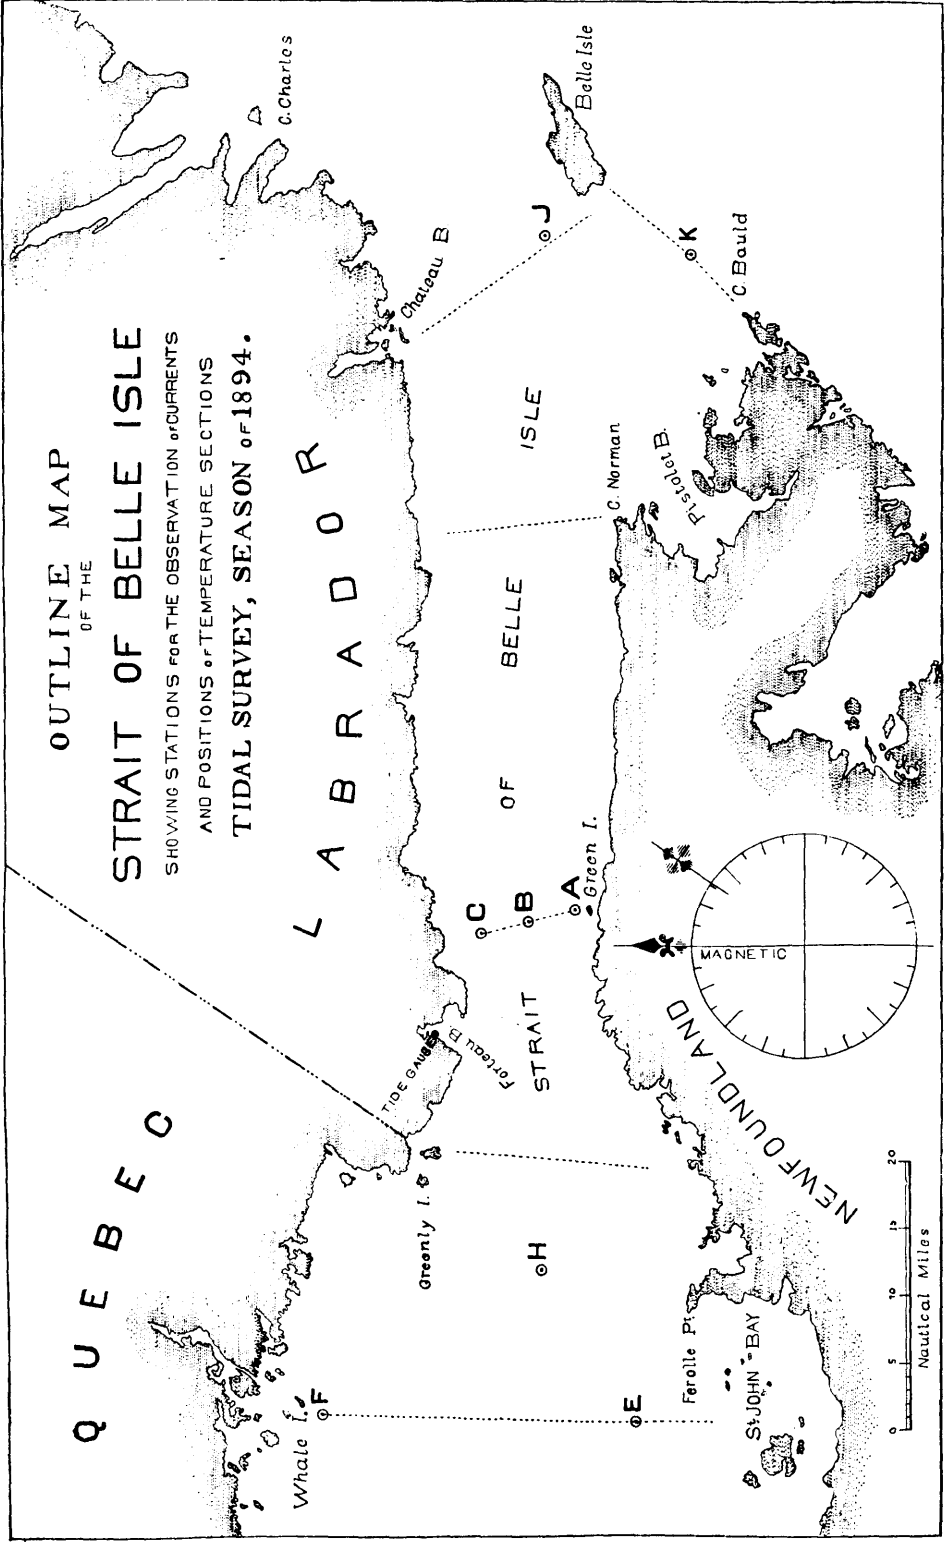 OUTLINE MAP
OF THE
STRAIT OF BELLE ISLE
SHOWING STATIONS FOR THE OBSERVATION OF CURRENTS
AND POSITIONS OF TEMPERATURE SECTIONS
TIDAL SURVEY, SEASON OF 1894.
QUEBEC
LABRADOR
C. Charles
Belle Isle
Chateau B
J
K
C. Bauld
C. Norman
Pistolet B.
STRAIT OF BELLE ISLE
C
B
A
Green I.
TIDE GAUGES
Forteau B
Greenly I.
H
Whale I.
F
E
Ferolle Pt.
St. JOHN BAY
NEWFOUNDLAND
MAGNETIC
0 5 10 15 20
Nautical Miles